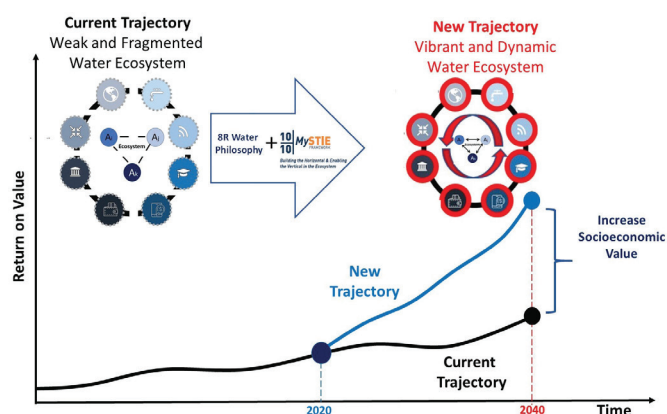 Current Trajectory
Weak and Fragmented
Water Ecosystem
New Trajectory
Vibrant and Dynamic
Water Ecosystem
Ecosystem
8R Water
Philosophy
+
10 MySTIE
10 FRAMEWORK
Building the Horizontal & Enabling
the Vertical in the Ecosystem
Return on Value
New
Trajectory
Increase
Socioeconomic
Value
Current
Trajectory
2020
2040
Time